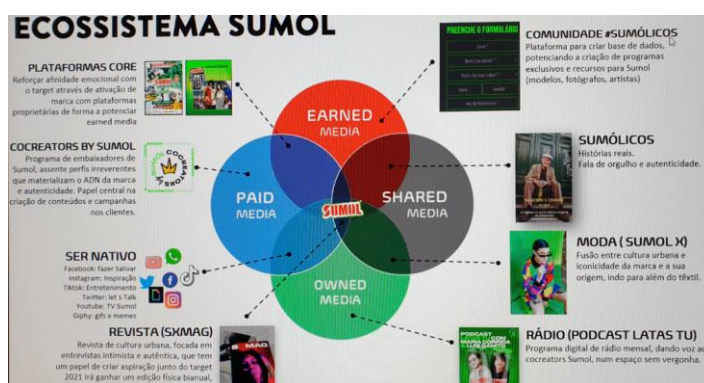 ECOSSISTEMA SUMOL
PLATAFORMAS CORE
Reforçar afinidade emocional com
o target através de ativação de
marca com plataformas
proprietárias de forma a potenciar
earned media
COCREATORS BY SUMOL
Programa de embaixadores de
Sumol, assente perfis irreverentes
que materializam o ADN da marca
e autenticidade. Papel central na
criação de conteúdos e campanhas
nos clientes.
SUMOL COCREATORS
SER NATIVO
Facebook: fazer Salivar
Instagram: Inspiração
Tiktok: Entretenimento
Twitter: let s Talk
Youtube: TV Sumol
Giphy: gifs e memes
REVISTA (SXMAG)
Revista de cultura urbana, focada em
entrevistas intimista e autêntica, que tem
um papel de criar aspiração junto do target
2021 irá ganhar um edição física bianual,
MAG
EARNED
MEDIA
PAID
MEDIA
SHARED
MEDIA
SUMOL
OWNED
MEDIA
PREENCHE O FORMULÁRIO
COMUNIDADE #SUMÓLICOS
Plataforma para criar base de dados,
potenciando a criação de programas
exclusivos e recursos para Sumol
(modelos, fotógrafos, artistas)
SUMÓLICOS
Histórias reais.
Fala de orgulho e autenticidade.
MODA ( SUMOL X)
Fusão entre cultura urbana e
iconicidade da marca e a sua
origem, indo para além do têxtil.
PODCAST
RÁDIO (PODCAST LATAS TU)
Programa digital de rádio mensal, dando voz ao
cocreators Sumol, num espaço sem vergonha.